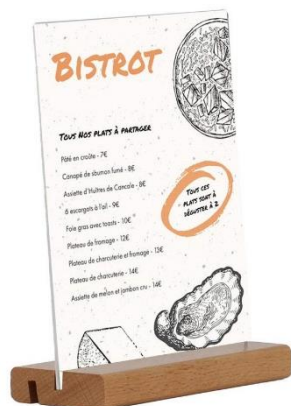 BISTROT
TOUS NOS PLATS À PARTAGER
Pâté en croûte - 7€
Canapé de saumon fumé - 8€
Assiette d'Huîtres de Cancale - 8€
6 escargots à l'ail - 9€
Foie gras avec toasts - 10€
Plateau de fromage - 12€
Plateau de charcuterie et fromage - 13€
Plateau de charcuterie - 14€
Assiette de melon et jambon cru - 14€
TOUS CES
PLATS SONT À
DÉGUSTER À 2